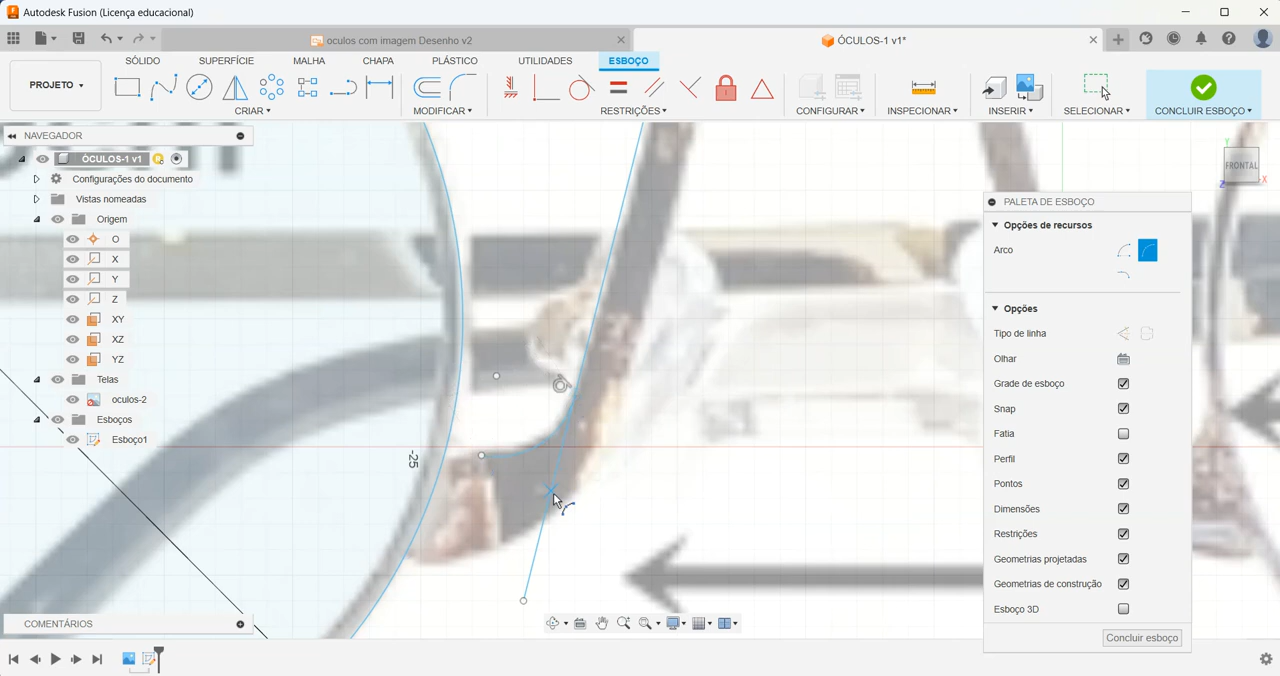 Autodesk Fusion (Licença educacional)
oculos com imagem Desenho v2
ÓCULOS-1 v1*
SÓLIDO
SUPERFÍCIE
MALHA
CHAPA
PLÁSTICO
UTILIDADES
ESBOÇO
PROJETO
CRIAR
MODIFICAR
RESTRIÇÕES
CONFIGURAR
INSPECIONAR
INSERIR
SELECIONAR
CONCLUIR ESBOÇO
NAVEGADOR
ÓCULOS-1 v1
Configurações do documento
Vistas nomeadas
Origem
O
X
Y
Z
XY
XZ
YZ
Telas
oculos-2
Esboços
Esboço1
-25
Y
FRONTAL
X
Z
PALETA DE ESBOÇO
Opções de recursos
Arco
Opções
Tipo de linha
Olhar
Grade de esboço
Snap
Fatia
Perfil
Pontos
Dimensões
Restrições
Geometrias projetadas
Geometrias de construção
Esboço 3D
Concluir esboço
COMENTÁRIOS